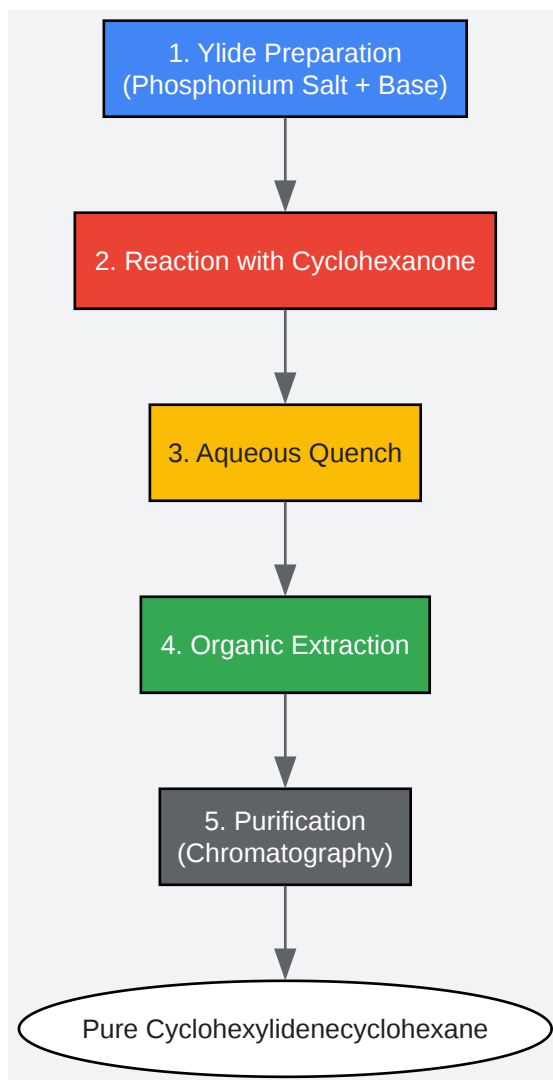 1. Ylide Preparation
(Phosphonium Salt + Base)
2. Reaction with Cyclohexanone
3. Aqueous Quench
4. Organic Extraction
5. Purification
(Chromatography)
Pure Cyclohexylidenecyclohexane